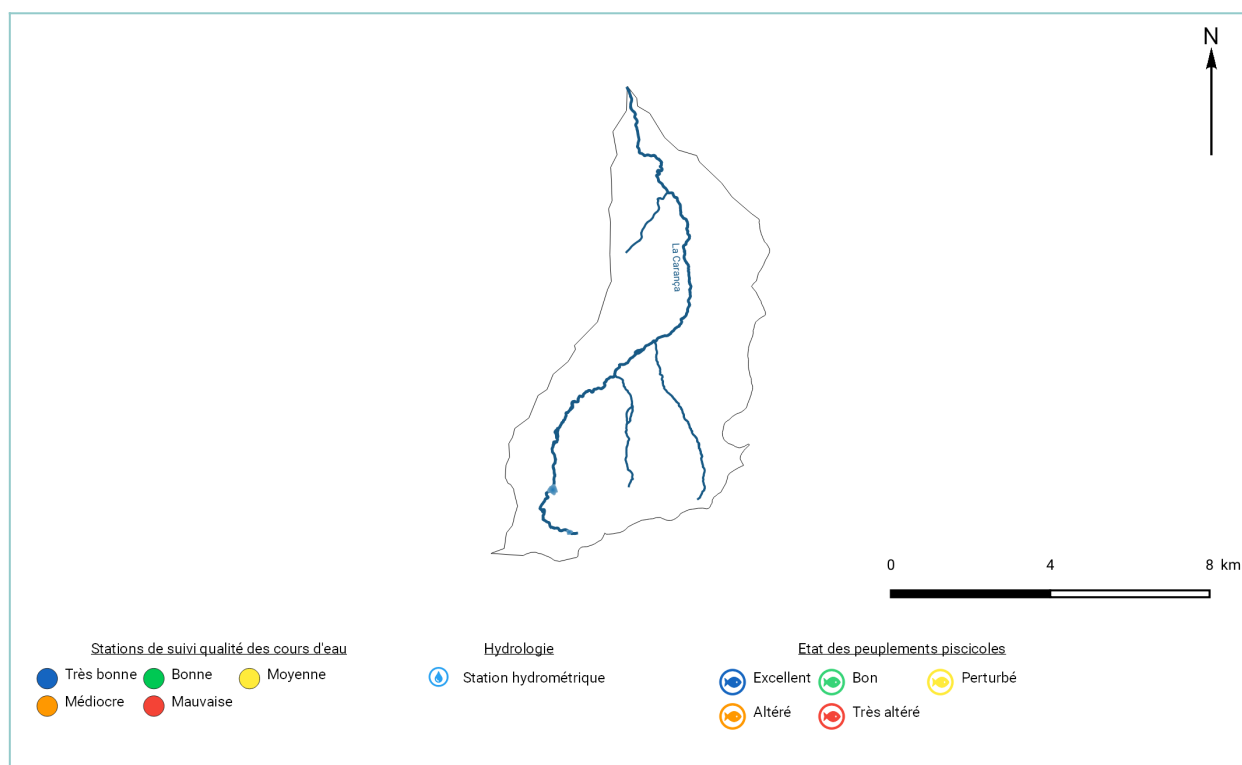 N
La Carança
0 4 8 km
Stations de suivi qualité des cours d'eau
Très bonne
Bonne
Moyenne
Médiocre
Mauvaise
Hydrologie
Station hydrométrique
Etat des peuplements piscicoles
Excellent
Bon
Perturbé
Altéré
Très altéré